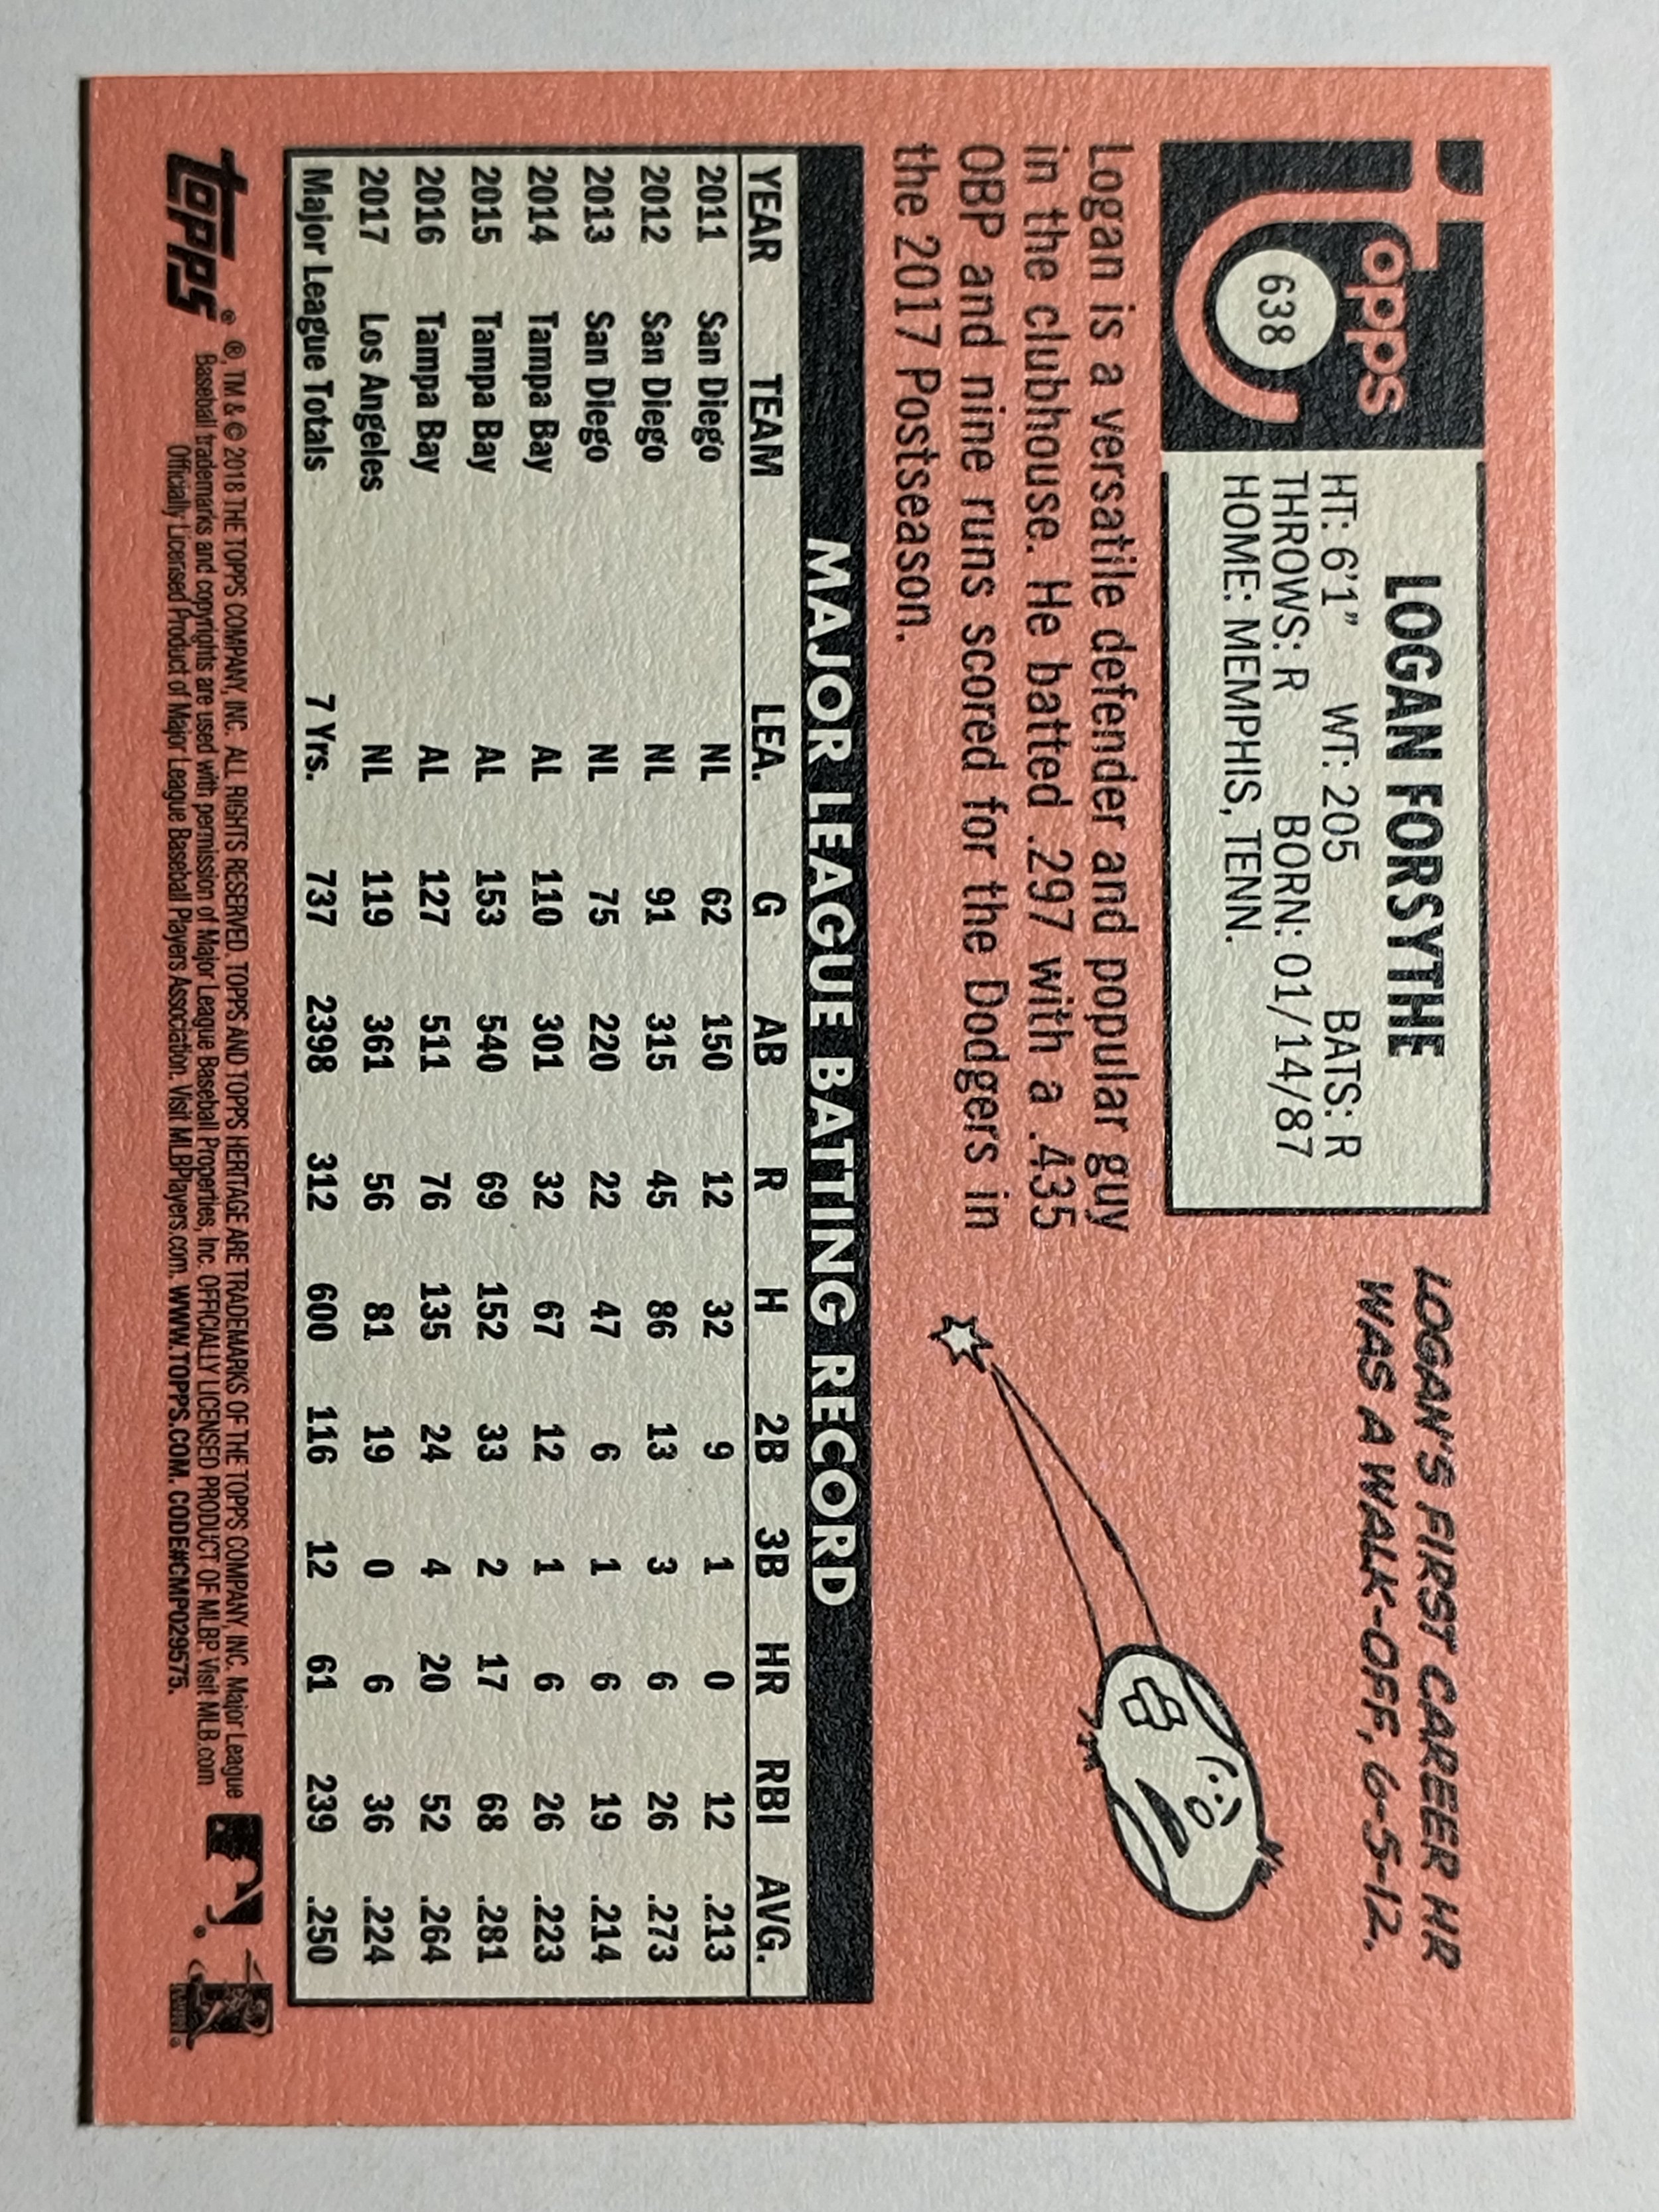 topps
638
LOGAN FORSYTHE
HT: 6'1" WT: 205 BATS: R
THROWS: R BORN: 01/14/87
HOME: MEMPHIS, TENN.
LOGAN'S FIRST CAREER HR
WAS A WALK-OFF, 6-5-12.
Logan is a versatile defender and popular guy
in the clubhouse. He batted .297 with a .435
OBP and nine runs scored for the Dodgers in
the 2017 Postseason.
MAJOR LEAGUE BATTING RECORD
YEAR TEAM LEA. G AB R H 2B 3B HR RBI AVG.
2011 San Diego NL 62 150 12 32 9 1 0 12 .213
2012 San Diego NL 91 315 45 86 13 3 6 26 .273
2013 San Diego NL 75 220 22 47 6 1 6 19 .214
2014 Tampa Bay AL 110 301 32 67 12 1 6 26 .223
2015 Tampa Bay AL 153 540 69 152 33 2 17 68 .281
2016 Tampa Bay AL 127 511 76 135 24 4 20 52 .264
2017 Los Angeles NL 119 361 56 81 19 0 6 36 .224
Major League Totals 7 Yrs. 737 2398 312 600 116 12 61 239 .250
topps®
®, TM & © 2018 THE TOPPS COMPANY, INC. ALL RIGHTS RESERVED. TOPPS AND TOPPS HERITAGE ARE TRADEMARKS OF THE TOPPS COMPANY, INC. Major League
Baseball trademarks and copyrights are used with permission of Major League Baseball Properties, Inc. OFFICIALLY LICENSED PRODUCT OF MLBP. Visit MLB.com
Officially Licensed Product of Major League Baseball Players Association. Visit MLBPlayers.com. WWW.TOPPS.COM. CODE#CMP029575.